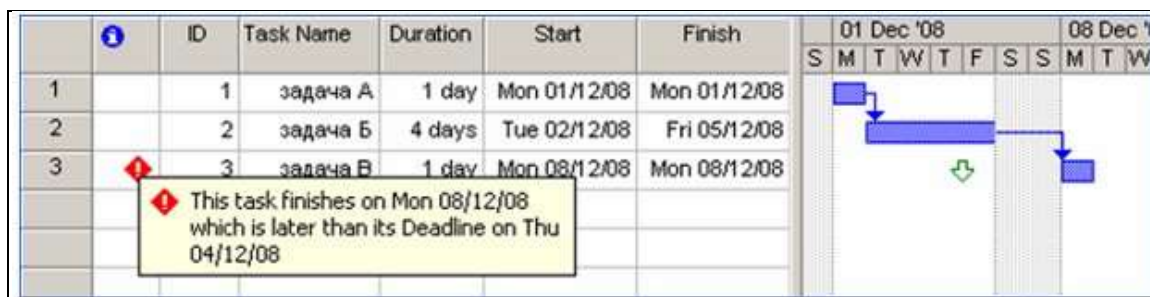 ID Task Name Duration Start Finish 01 Dec '08 08 Dec
S M T W T F S S M T W
1 1 задача А 1 day Mon 01/12/08 Mon 01/12/08
2 2 задача Б 4 days Tue 02/12/08 Fri 05/12/08
3 3 задача В 1 day Mon 08/12/08 Mon 08/12/08
This task finishes on Mon 08/12/08
which is later than its Deadline on Thu
04/12/08